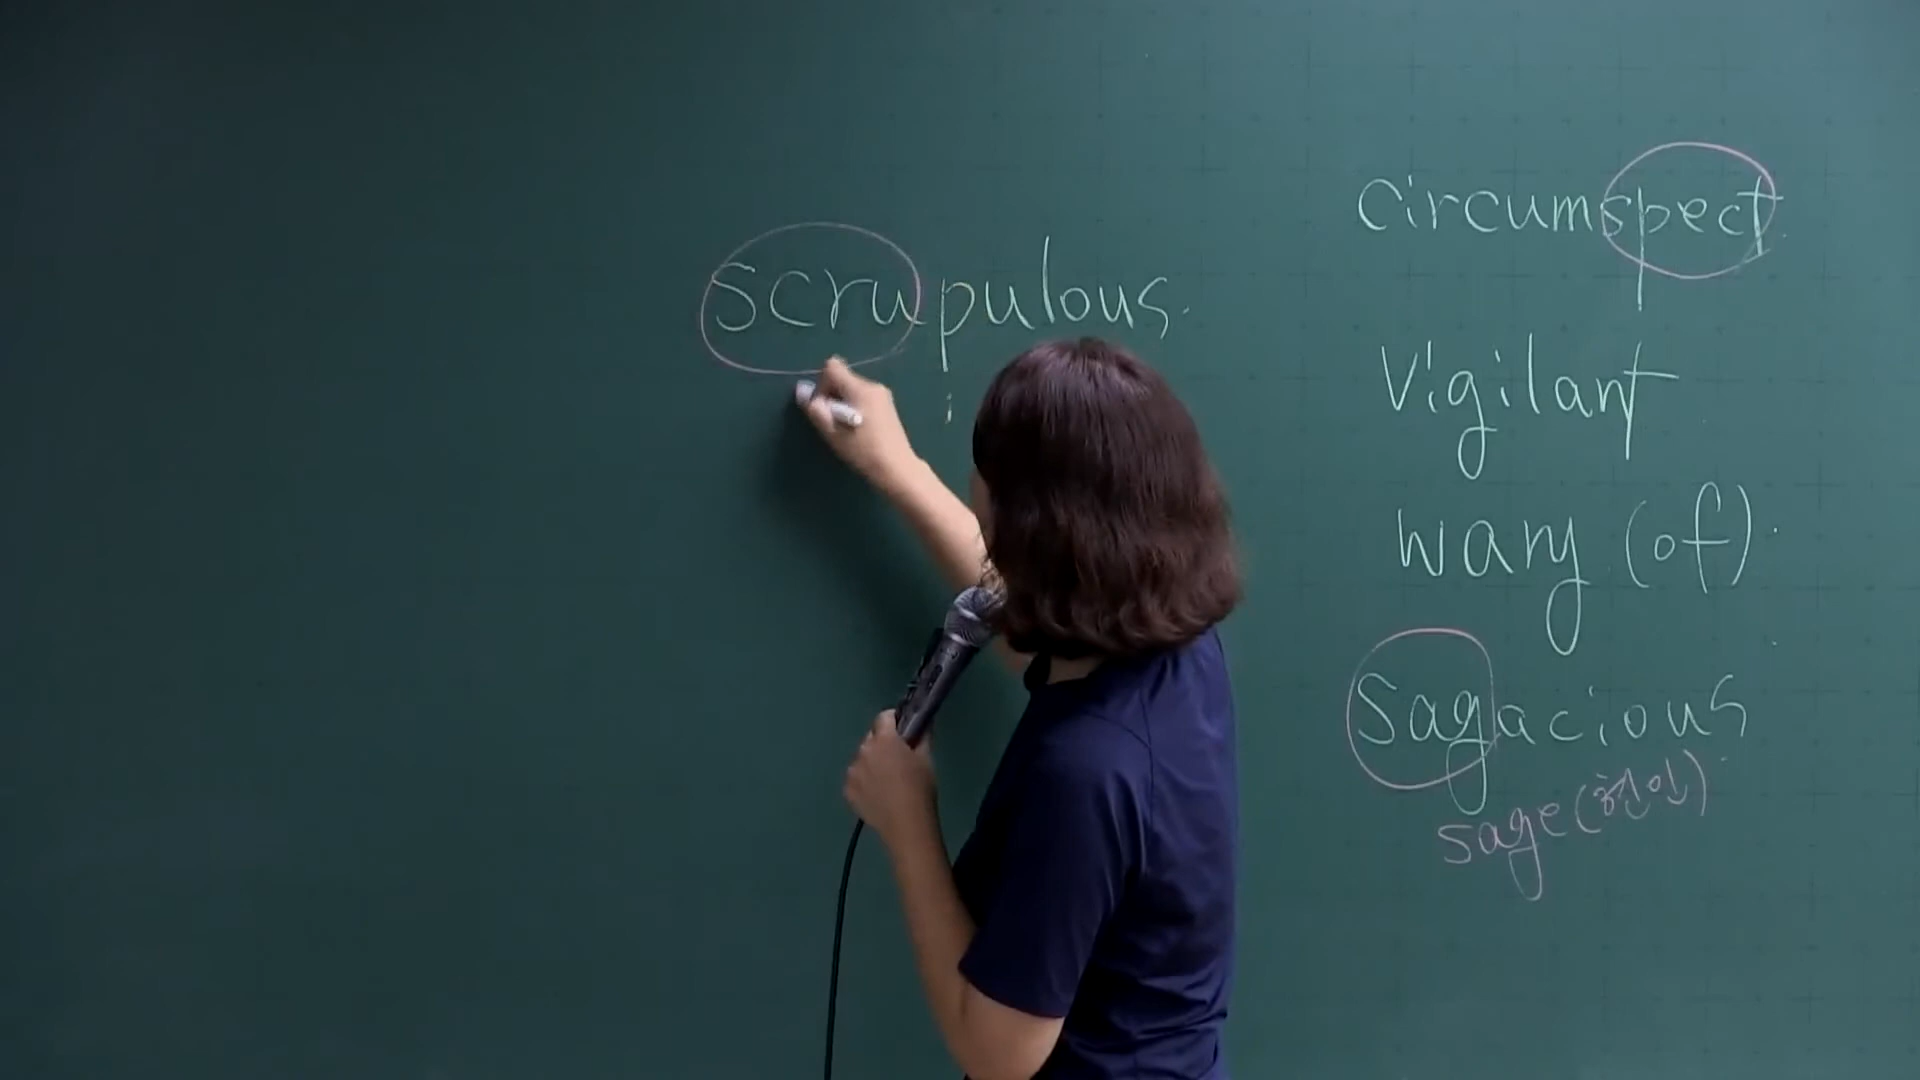 scrupulous
circumspect
vigilant
wary (of)
sagacious
sage (현인)